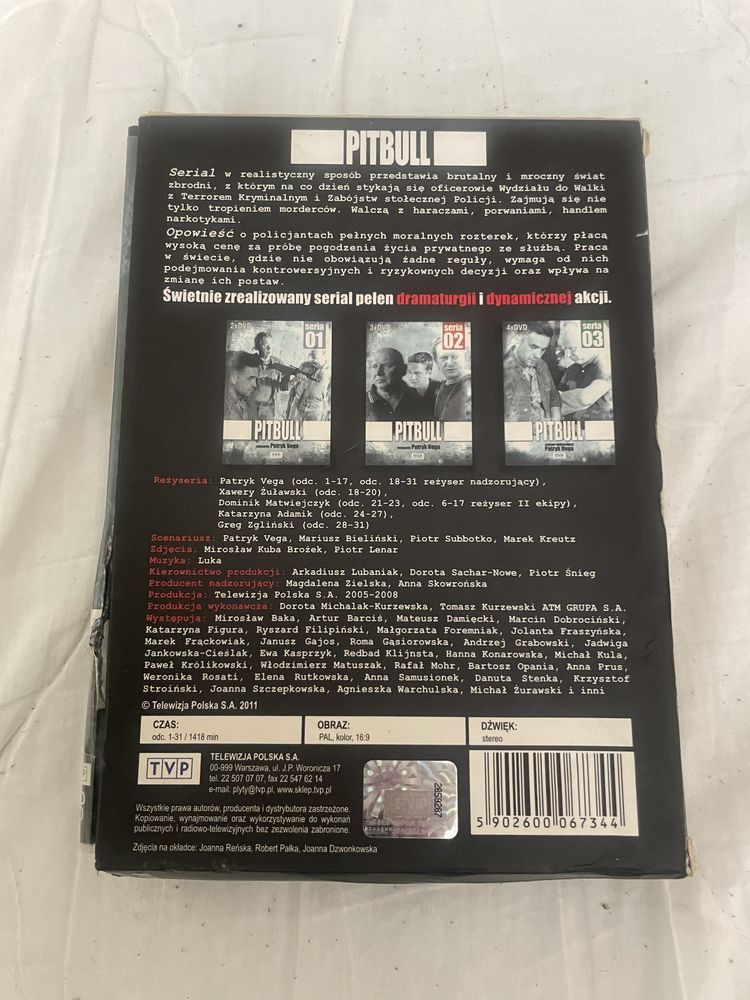 PITBULL
Serial w realistyczny sposób przedstawia brutalny i mroczny świat
zbrodni, z którym na co dzień stykają się oficerowie Wydziału do Walki
z Terrorem Kryminalnym i Zabójstw stołecznej Policji. Zajmują się nie
tylko tropieniem morderców. Walczą z haraczami, porwaniami, handlem
narkotykami.
Opowieść o policjantach pełnych moralnych rozterek, którzy płacą
wysoką cenę za próbę pogodzenia życia prywatnego ze służbą. Praca
w świecie, gdzie nie obowiązują żadne reguły, wymaga od nich
podejmowania kontrowersyjnych i ryzykownych decyzji oraz wpływa na
zmianę ich postaw.
Świetnie zrealizowany serial pełen dramaturgii i dynamicznej akcji.
2xDVD
seria
01
PITBULL
Patryk Vega
3xDVD
seria
02
PITBULL
Patryk Vega
4xDVD
seria
03
PITBULL
Patryk Vega
Reżyseria: Patryk Vega (odc. 1-17, odc. 18-31 reżyser nadzorujący),
Xawery Żuławski (odc. 18-20),
Dominik Matwiejczyk (odc. 21-23, odc. 6-17 reżyser II ekipy),
Katarzyna Adamik (odc. 24-27),
Greg Zgliński (odc. 28-31)
Scenariusz: Patryk Vega, Mariusz Bieliński, Piotr Subbotko, Marek Kreutz
Zdjęcia: Mirosław Kuba Brożek, Piotr Lenar
Muzyka: Luka
Kierownictwo produkcji: Arkadiusz Lubaniak, Dorota Sachar-Nowe, Piotr Śnieg
Producent nadzorujący: Magdalena Zielska, Anna Skowrońska
Produkcja: Telewizja Polska S.A. 2005-2008
Produkcja wykonawcza: Dorota Michalak-Kurzewska, Tomasz Kurzewski ATM GRUPA S.A.
Występują: Mirosław Baka, Artur Barciś, Mateusz Damięcki, Marcin Dobrociński,
Katarzyna Figura, Ryszard Filipiński, Małgorzata Foremniak, Jolanta Fraszyńska,
Marek Frąckowiak, Janusz Gajos, Roma Gąsiorowska, Andrzej Grabowski, Jadwiga
Jankowska-Cieślak, Ewa Kasprzyk, Redbad Klijnsta, Hanna Konarowska, Michał Kula,
Paweł Królikowski, Włodzimierz Matuszak, Rafał Mohr, Bartosz Opania, Anna Prus,
Weronika Rosati, Elena Rutkowska, Anna Samusionek, Danuta Stenka, Krzysztof
Stroiński, Joanna Szczepkowska, Agnieszka Warchulska, Michał Żurawski i inni
© Telewizja Polska S.A. 2011
CZAS:
odc. 1-31 / 1418 min
OBRAZ:
PAL, kolor, 16:9
DŹWIĘK:
stereo
TVP
TELEWIZJA POLSKA S.A.
00-999 Warszawa, ul. J.P. Woronicza 17
tel. 22 507 07 07, fax 22 547 62 14
e-mail: plyty@tvp.pl, www.sklep.tvp.pl
2859287
5 902600 067344
Wszystkie prawa autorów, producenta i dystrybutora zastrzeżone.
Kopiowanie, wynajmowanie oraz wykorzystywanie do wykonań
publicznych i radiowo-telewizyjnych bez zezwolenia zabronione.
Zdjęcia na okładce: Joanna Reńska, Robert Pałka, Joanna Dzwonkowska